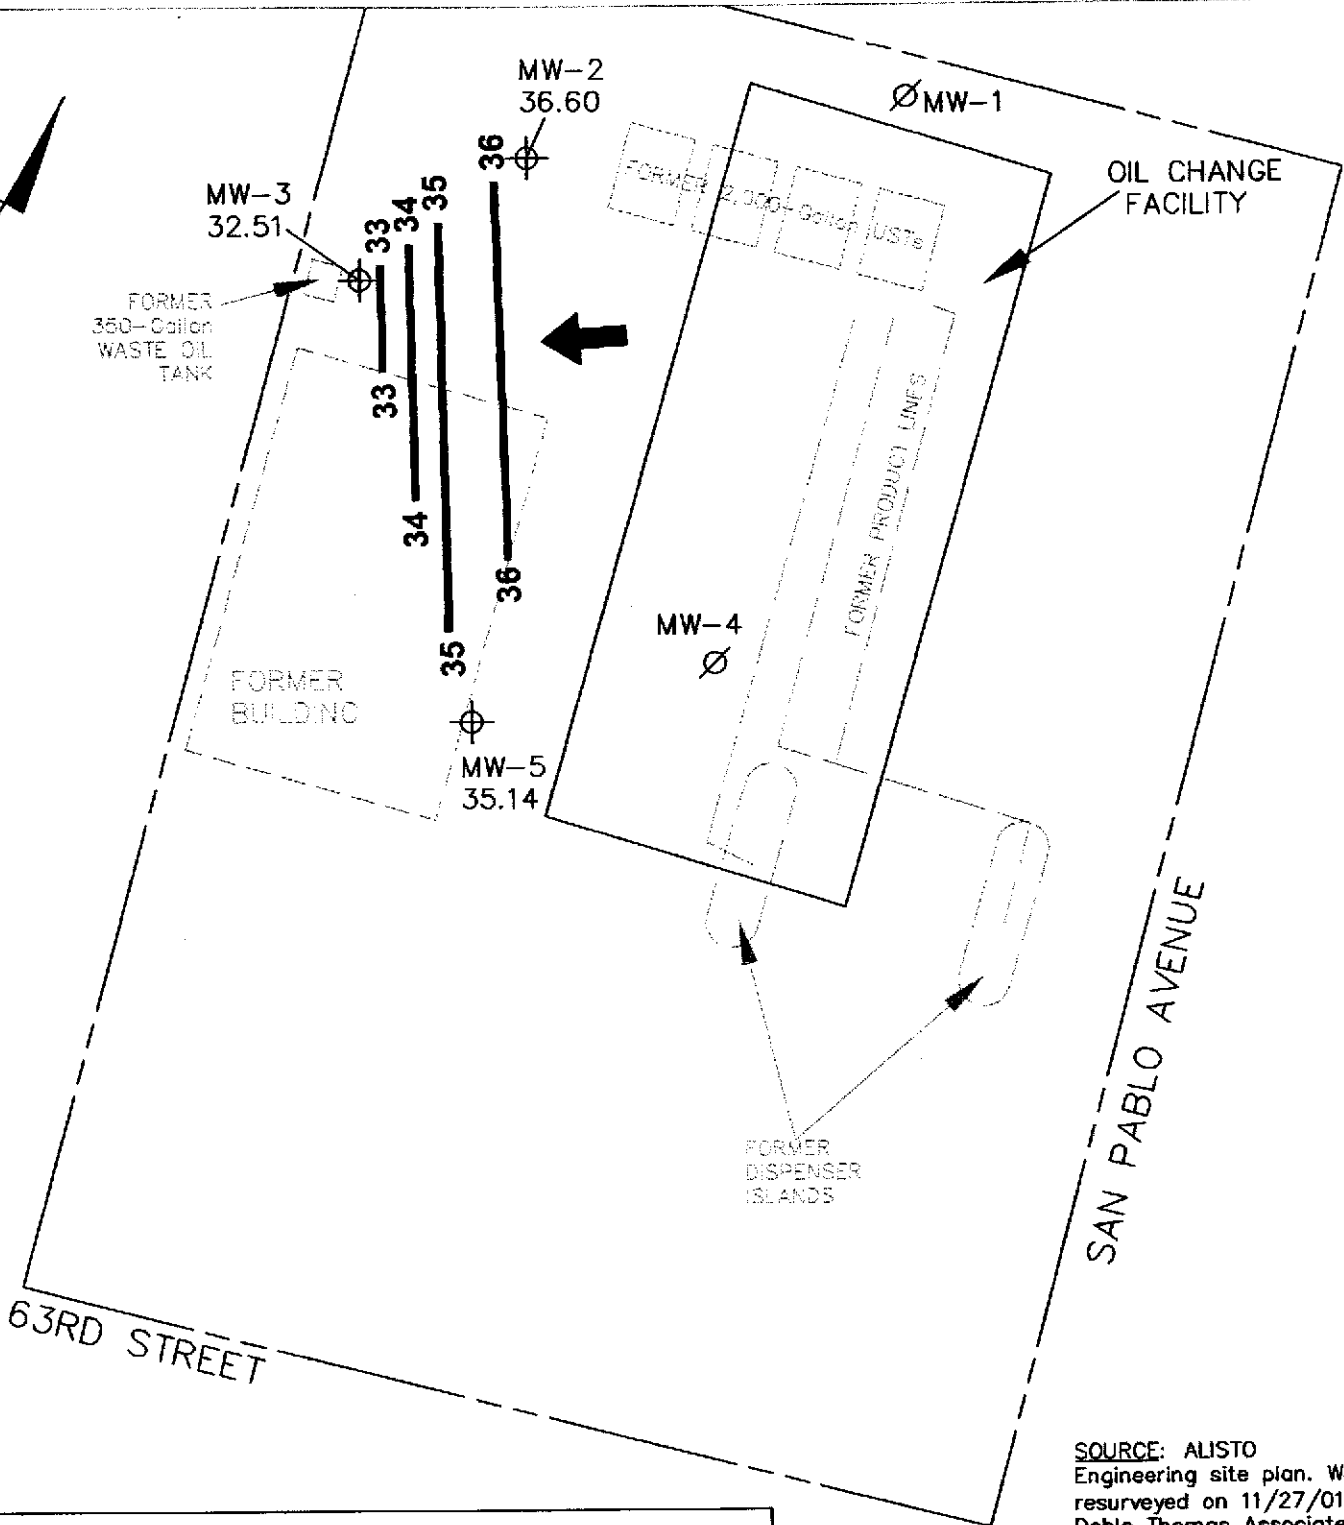 MW-2
36.60
MW-1
OIL CHANGE
FACILITY
MW-3
32.51
33
34
35
36
FORMER 2,000-Gallon USTs
FORMER
350-Gallon
WASTE OIL
TANK
33
34
35
36
FORMER PRODUCT LINES
MW-4
FORMER
BUILDING
MW-5
35.14
FORMER
DISPENSER
ISLANDS
SAN PABLO AVENUE
63RD STREET
SOURCE: ALISTO
Engineering site plan. W
resurveyed on 11/27/01
Thomas Associate